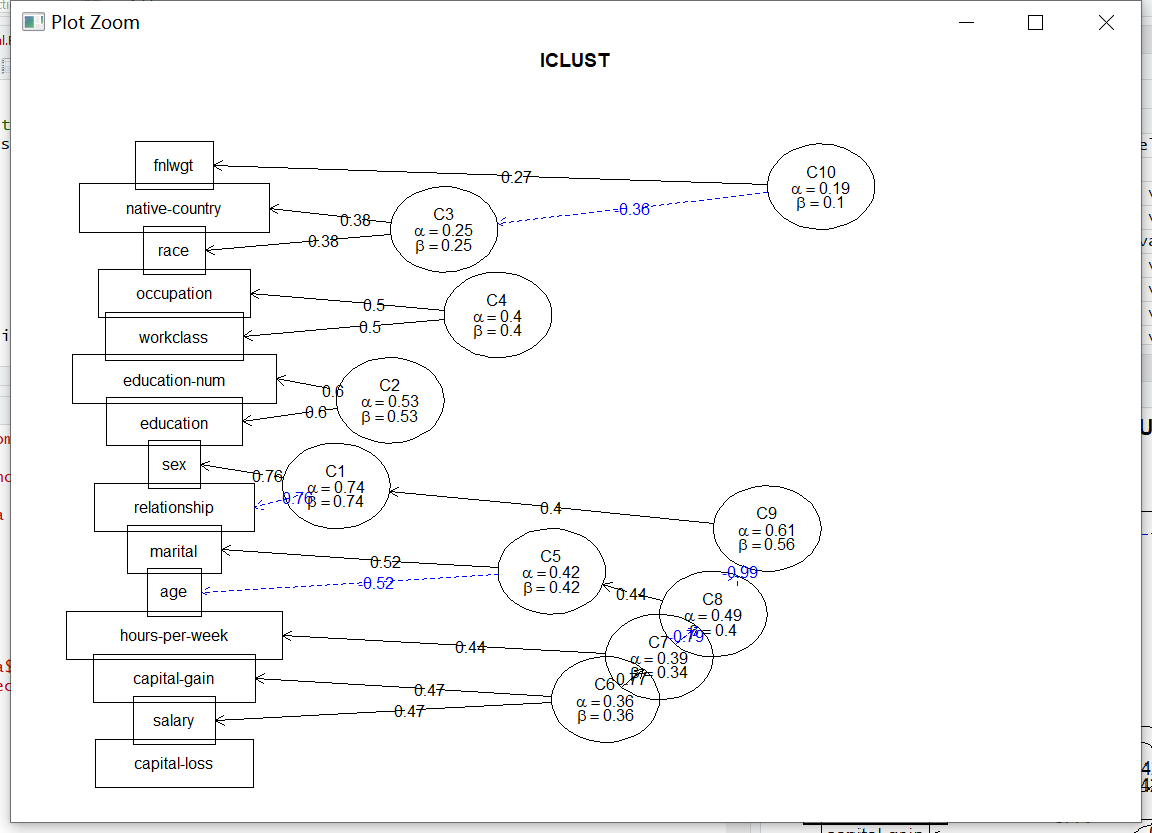 Plot Zoom
ICLUST
fnlwgt
native-country
race
occupation
workclass
education-num
education
sex
relationship
marital
age
hours-per-week
capital-gain
salary
capital-loss
0.27
-0.36
0.38
0.38
0.5
0.5
0.6
0.6
0.76
-0.76
0.4
0.52
-0.52
0.44
-0.99
0.44
-0.79
0.77
0.47
0.47
C10
α = 0.19
β = 0.1
C3
α = 0.25
β = 0.25
C4
α = 0.4
β = 0.4
C2
α = 0.53
β = 0.53
C1
α = 0.74
β = 0.74
C9
α = 0.61
β = 0.56
C5
α = 0.42
β = 0.42
C8
α = 0.49
β = 0.4
C7
α = 0.39
β = 0.34
C6
α = 0.36
β = 0.36